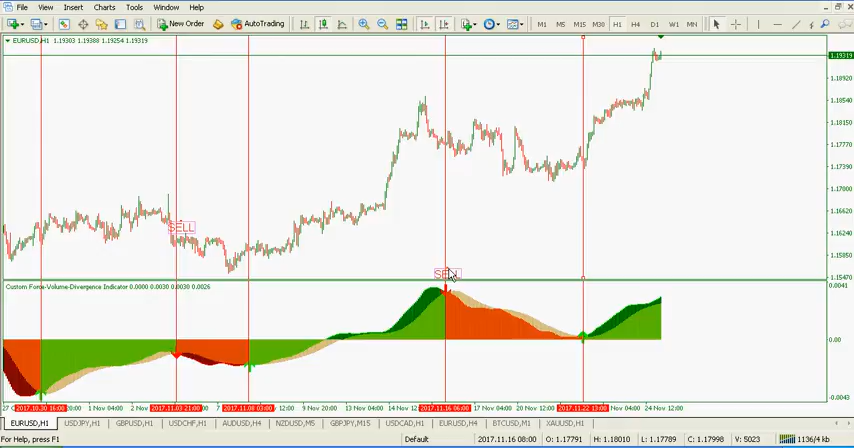 File View Insert Charts Tools Window Help
New Order AutoTrading M1 M5 M15 M30 H1 H4 D1 W1 MN
EURUSD,H1 1.19303 1.19388 1.19254 1.19319
1.19319
1.18920
1.18540
1.18150
1.17770
1.17390
1.17000
1.16620
1.16230
1.15850
1.15470
SELL
SELL
Custom Force-Volume-Divergence Indicator 0.0000 0.0030 0.0030 0.0026
0.0041
0.00
-0.0043
2017.10.30 16:00 1 Nov 04:00 2 Nov 2017.11.03 21:00 7 2017.11.08 03:00 9 Nov 20:00 13 Nov 04:00 14 Nov 12:00 2017.11.16 06:00 17 Nov 04:00 20 Nov 12:00 2017.11.22 13:00 Nov 04:00 24 Nov 12:00
EURUSD,H1 USDJPY,H1 GBPUSD,H1 USDCHF,H1 AUDUSD,H4 NZDUSD,M5 GBPJPY,M15 USDCAD,H1 EURUSD,H4 BTCUSD,M1 XAUUSD,H1
For Help, press F1 Default 2017.11.16 08:00 O: 1.17791 H: 1.18010 L: 1.17789 C: 1.17998 V: 5023 1136/4 kb